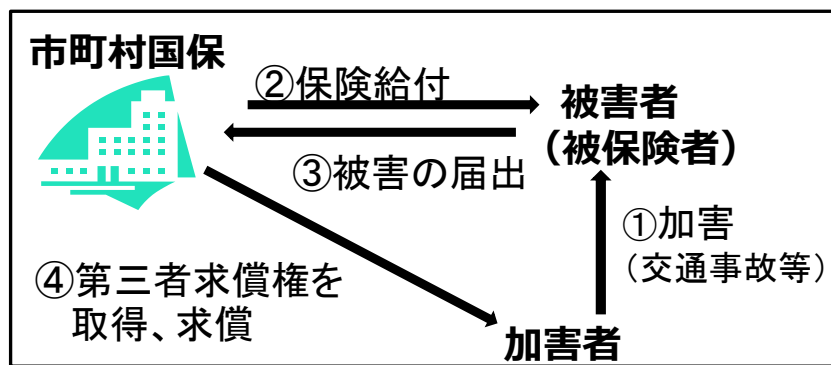 市町村国保
②保険給付
被害者
（被保険者）
③被害の届出
①加害
（交通事故等）
④第三者求償権を
取得、求償
加害者